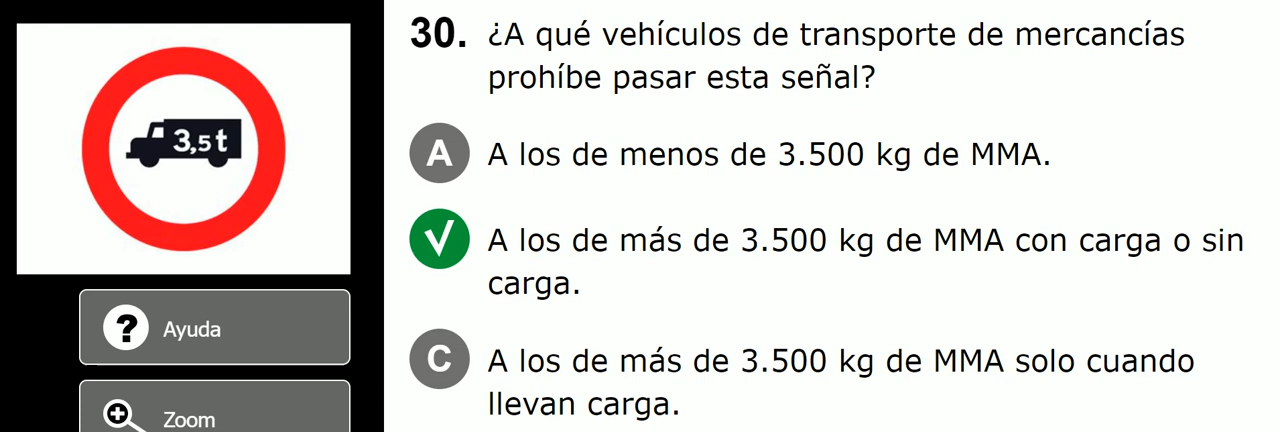 3,5 t
30. ¿A qué vehículos de transporte de mercancías
prohíbe pasar esta señal?
A A los de menos de 3.500 kg de MMA.
√ A los de más de 3.500 kg de MMA con carga o sin
carga.
C A los de más de 3.500 kg de MMA solo cuando
llevan carga.
? Ayuda
Zoom